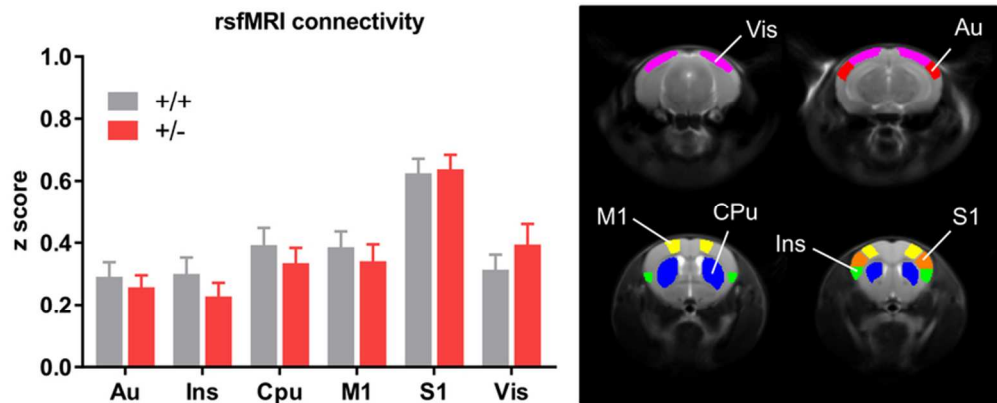 rsfMRI connectivity
1.0
0.8
0.6
0.4
0.2
0.0
z score
+/+
+/-
Au
Ins
Cpu
M1
S1
Vis
Vis
Au
M1
CPu
Ins
S1